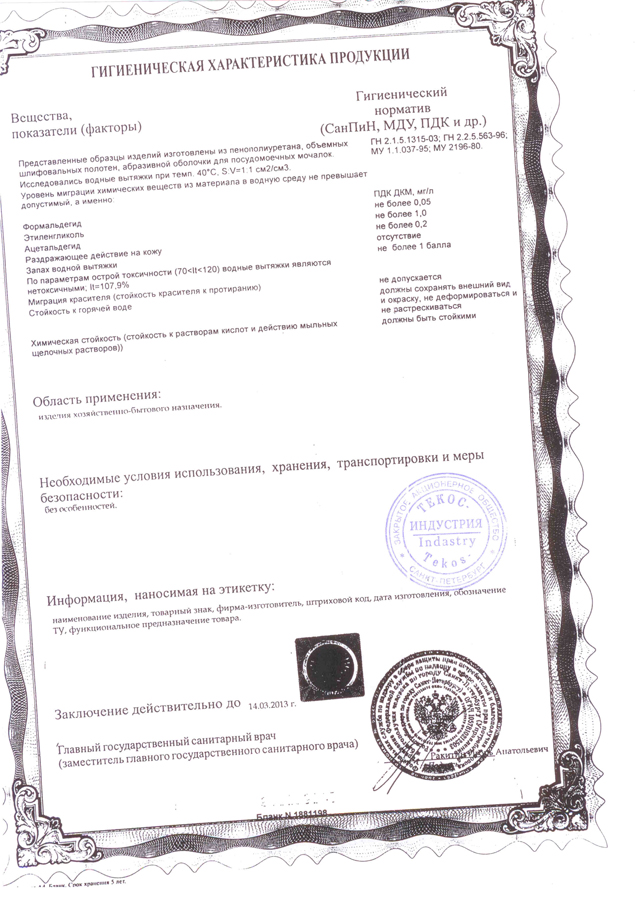 ГИГИЕНИЧЕСКАЯ ХАРАКТЕРИСТИКА ПРОДУКЦИИ
Вещества,
показатели (факторы)
Гигиенический
норматив
(СанПиН, МДУ, ПДК и др.)
Представленные образцы изделий изготовлены из пенополиуретана, объемных
шлифовальных полотен, абразивной оболочки для посудомоечных мочалок.
Исследовались водные вытяжки при темп. 40°С, S:V=1:1 см2/см3.
Уровень миграции химических веществ из материала в водную среду не превышает
допустимый, а именно:
ГН 2.1.5.1315-03; ГН 2.2.5.563-96;
МУ 1.1.037-95; МУ 2196-80.
ПДК ДКМ, мг/л
Формальдегид
не более 0,05
Этиленгликоль
не более 1,0
Ацетальдегид
не более 0,2
Раздражающее действие на кожу
отсутствие
Запах водной вытяжки
не более 1 балла
По параметрам острой токсичности (70<It<120) водные вытяжки являются
нетоксичными; It=107,9%
Миграция красителя (стойкость красителя к протиранию)
не допускается
Стойкость к горячей воде
должны сохранять внешний вид
и окраску, не деформироваться и
не растрескиваться
Химическая стойкость (стойкость к растворам кислот и действию мыльных
щелочных растворов))
должны быть стойкими
Область применения:
изделия хозяйственно-бытового назначения.
Необходимые условия использования, хранения, транспортировки и меры
безопасности:
без особенностей.
ЗАКРЫТОЕ АКЦИОНЕРНОЕ ОБЩЕСТВО
ТЕКОС.
ИНДУСТРИЯ
Indastry
Tekos.
САНКТ-ПЕТЕРБУРГ
Информация, наносимая на этикетку:
наименование изделия, товарный знак, фирма-изготовитель, штриховой код, дата изготовления, обозначение
ТУ, функциональное предназначение товара.
Заключение действительно до 14.03.2013 г.
Главный государственный санитарный врач
(заместитель главного государственного санитарного врача)
Анатольевич
Бланк N 1881198
Срок хранения 5 лет.